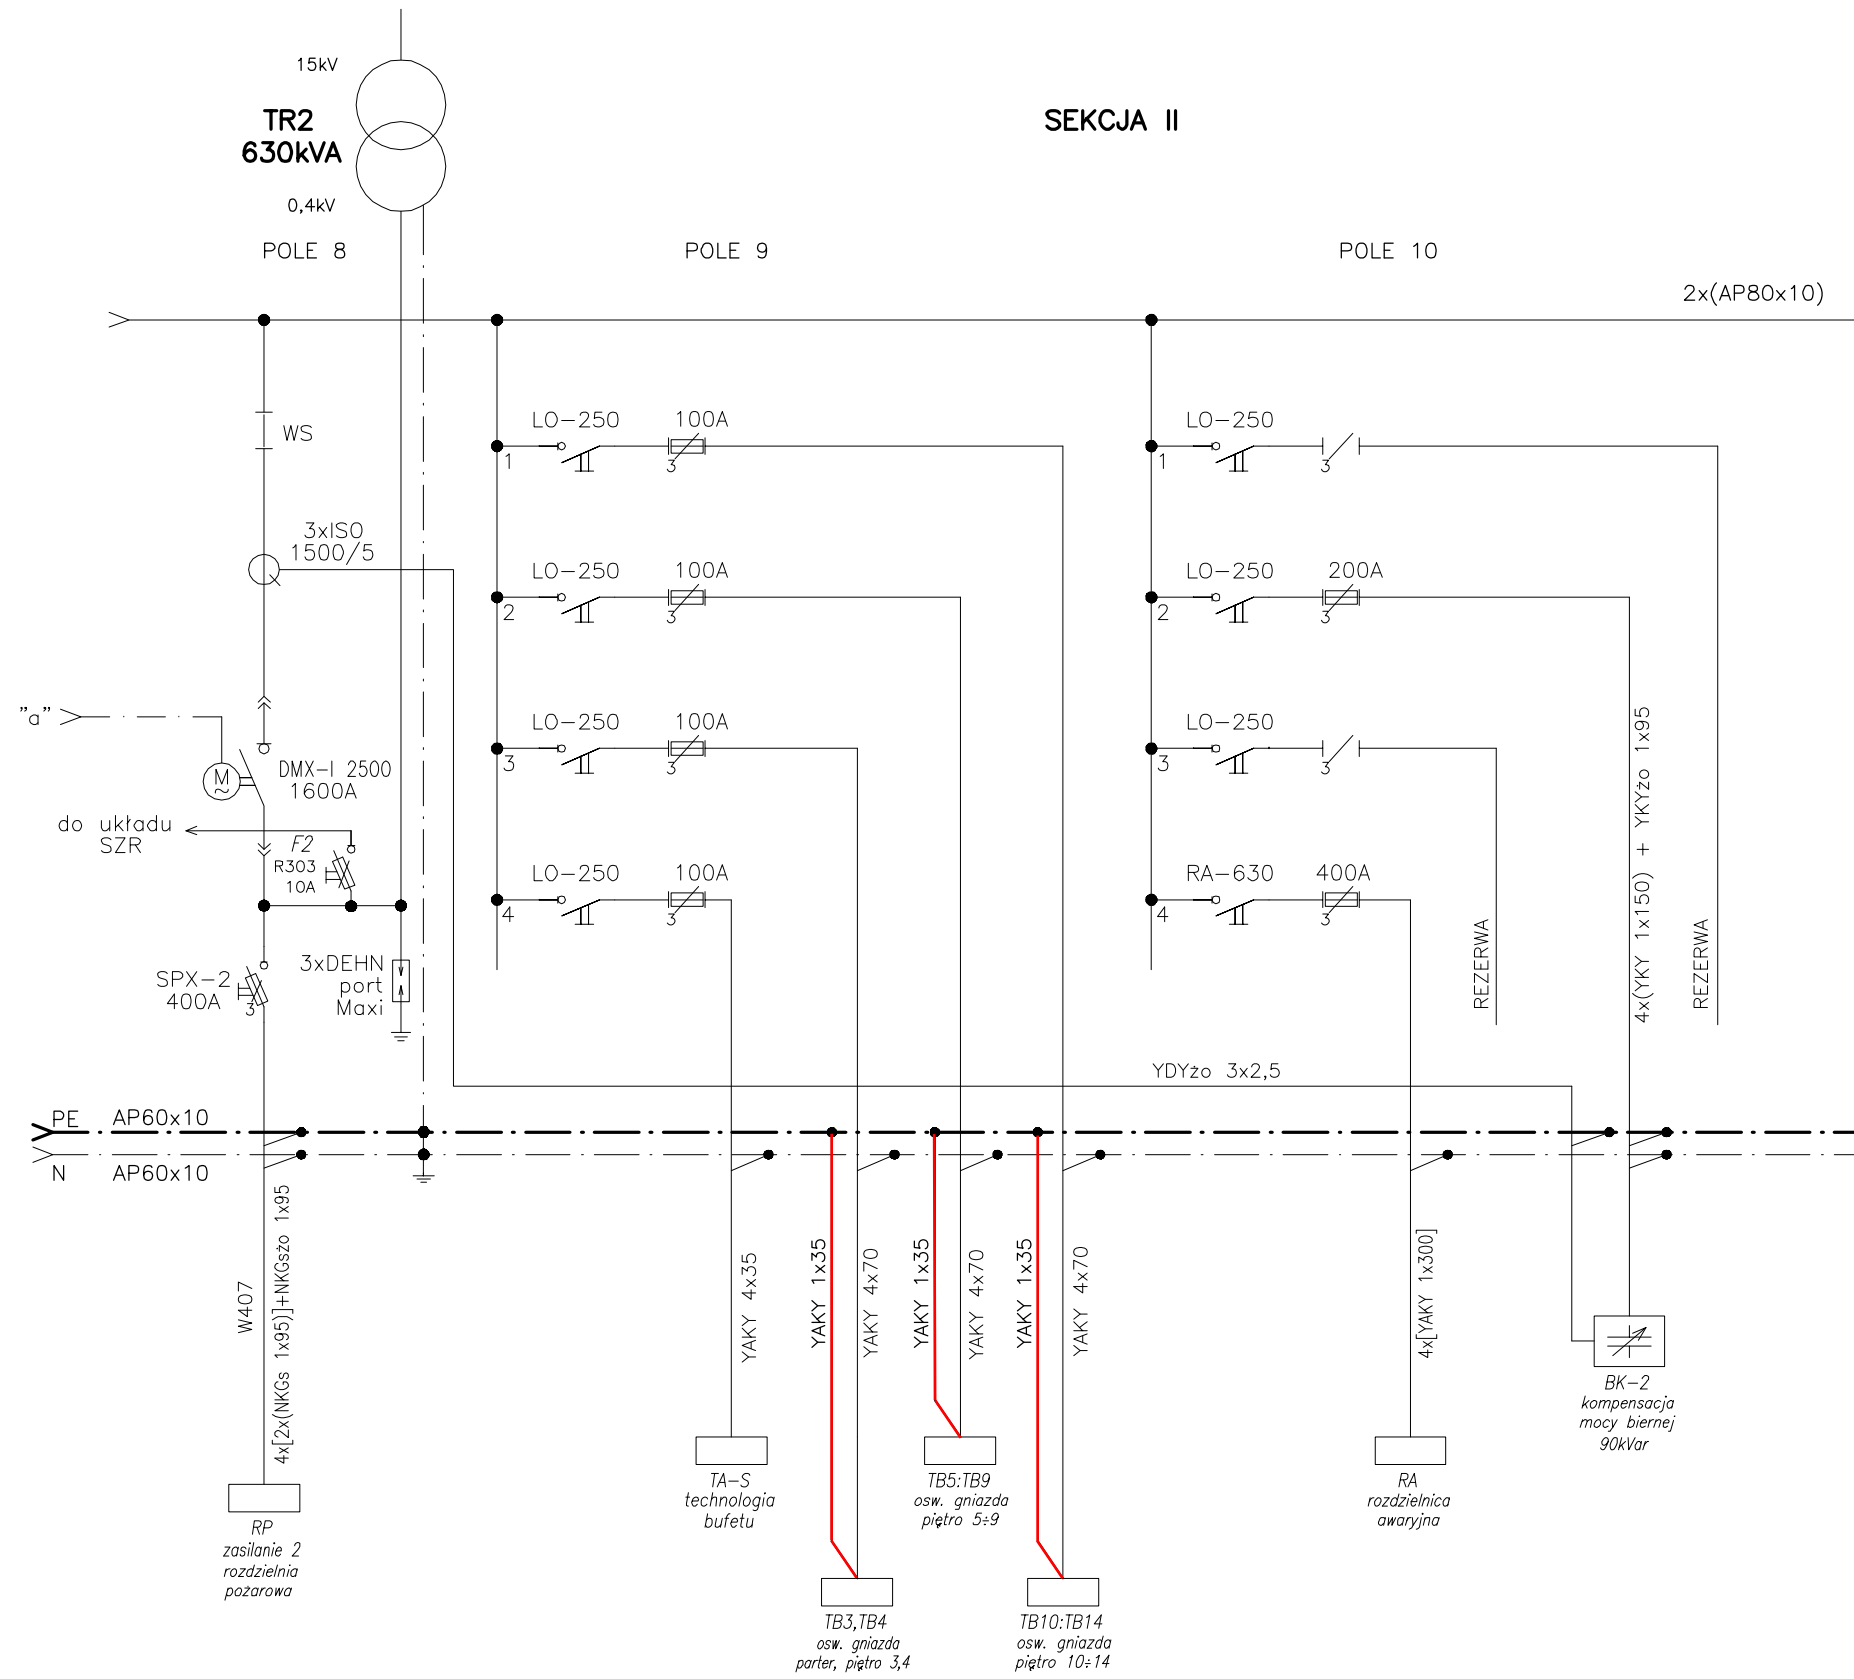 15kV
TR2
630kVA
0,4kV
SEKCJA II
POLE 8
POLE 9
POLE 10
2x(AP80x10)
WS
3xISO
1500/5
"a"
M
~
DMX-I 2500
1600A
do układu
SZR
F2
R303
10A
SPX-2
400A
3
3xDEHN
port
Maxi
LO-250
100A
1
3
LO-250
100A
2
3
LO-250
100A
3
3
LO-250
100A
4
3
LO-250
1
3
LO-250
200A
2
3
LO-250
3
3
RA-630
400A
4
3
REZERWA
4x(YKY 1x150) + YKYżo 1x95
REZERWA
YDYżo 3x2,5
PE
AP60x10
N
AP60x10
W407
4x[2x(NKGs 1x95)]+NKGsżo 1x95
YAKY 4x35
YAKY 1x35
YAKY 4x70
YAKY 1x35
YAKY 4x70
YAKY 1x35
YAKY 4x70
4x[YAKY 1x300]
RP
zasilanie 2
rozdzielnia
pożarowa
TA-S
technologia
bufetu
TB3,TB4
osw. gniazda
parter, piętro 3,4
TB5:TB9
osw. gniazda
piętro 5÷9
TB10:TB14
osw. gniazda
piętro 10÷14
RA
rozdzielnica
awaryjna
BK-2
kompensacja
mocy biernej
90kVar